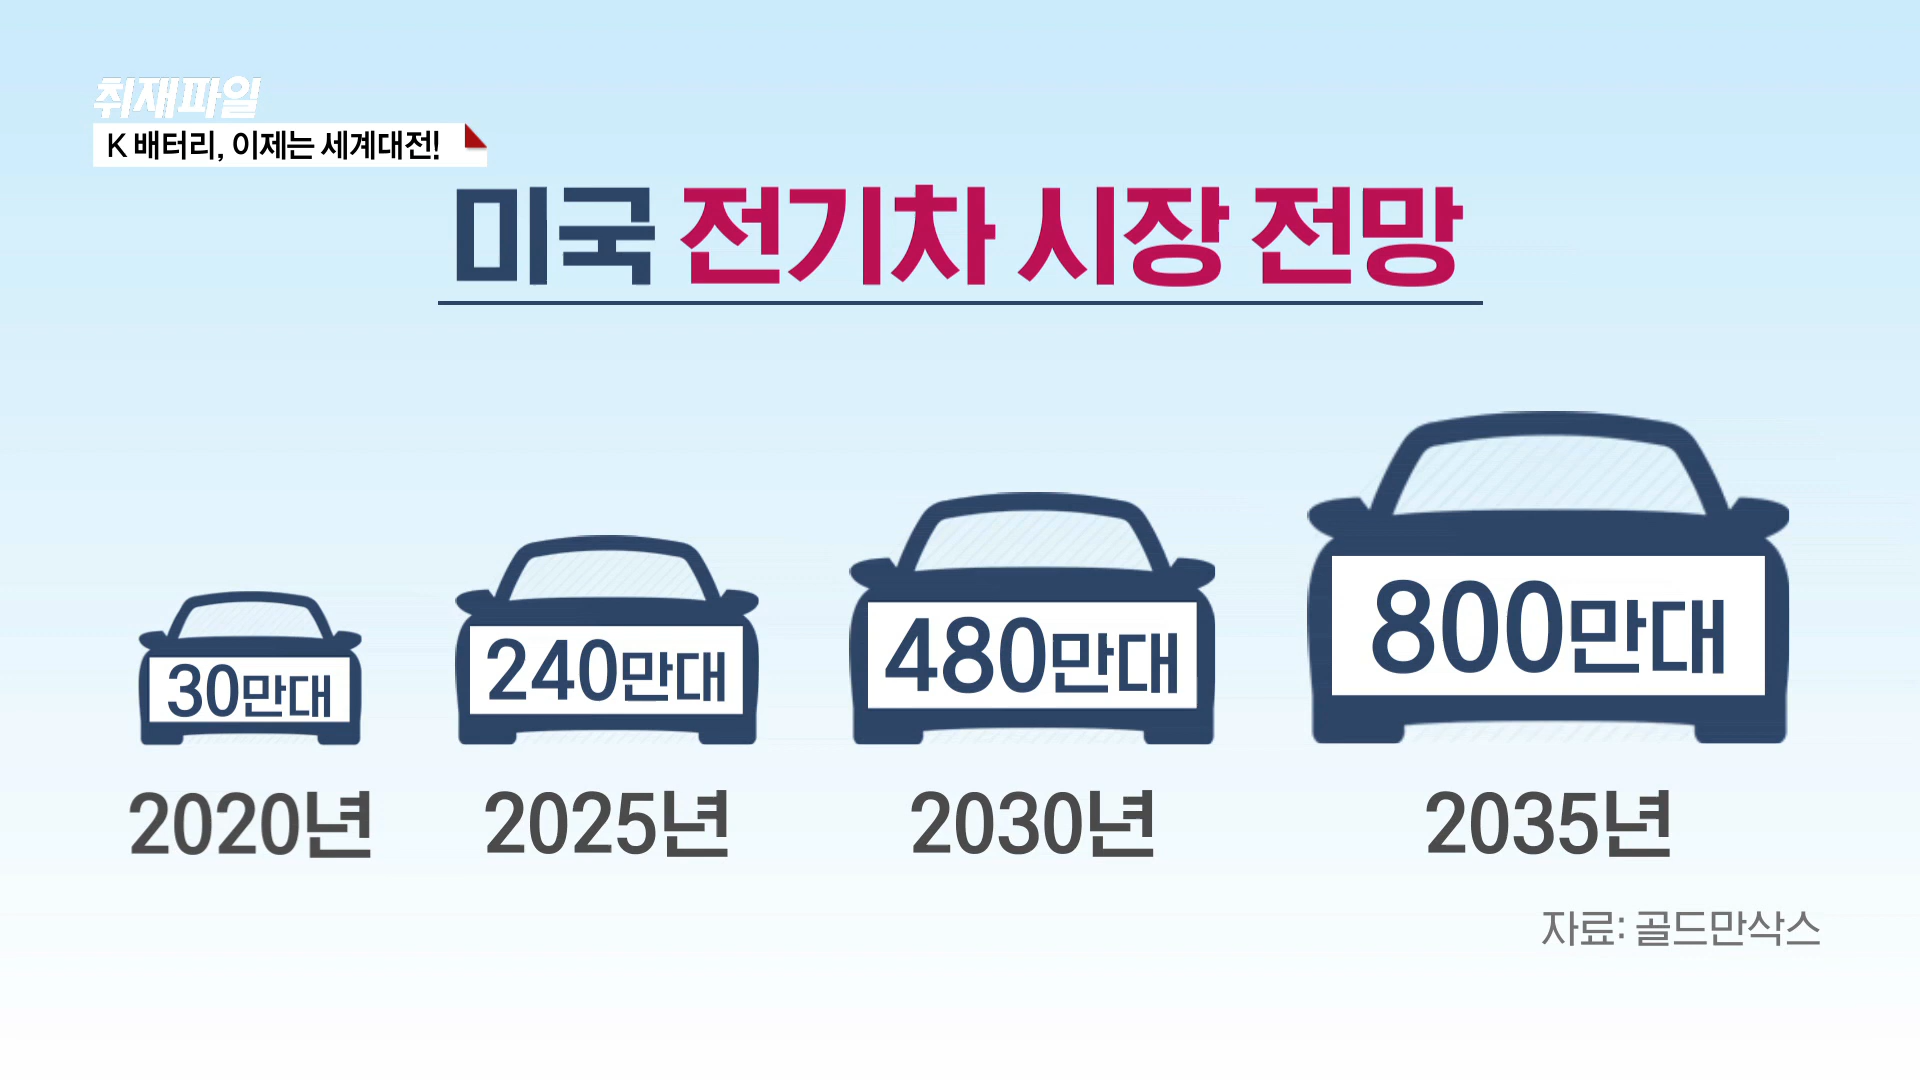 취재파일
K 배터리, 이제는 세계대전!
미국 전기차 시장 전망
30만대
240만대
480만대
800만대
2020년
2025년
2030년
2035년
자료: 골드만삭스